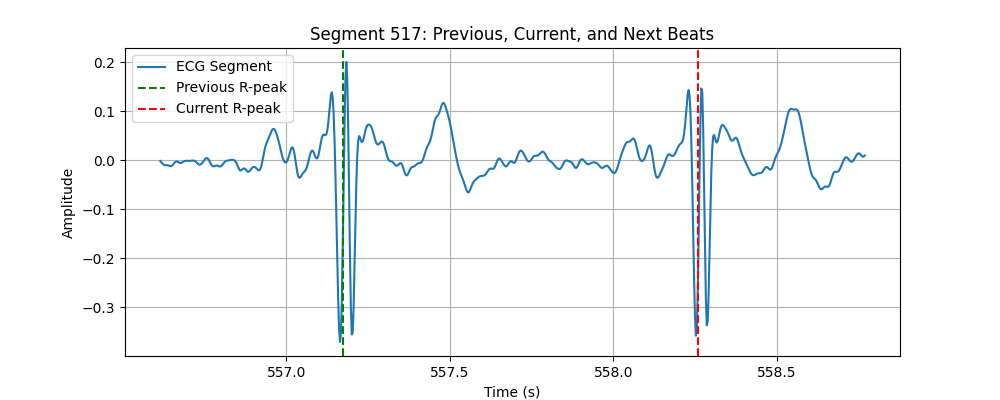 Segment 517: Previous, Current, and Next Beats
ECG Segment
Previous R-peak
Current R-peak
0.2
0.1
0.0
−0.1
−0.2
−0.3
Amplitude
557.0 557.5 558.0 558.5
Time (s)